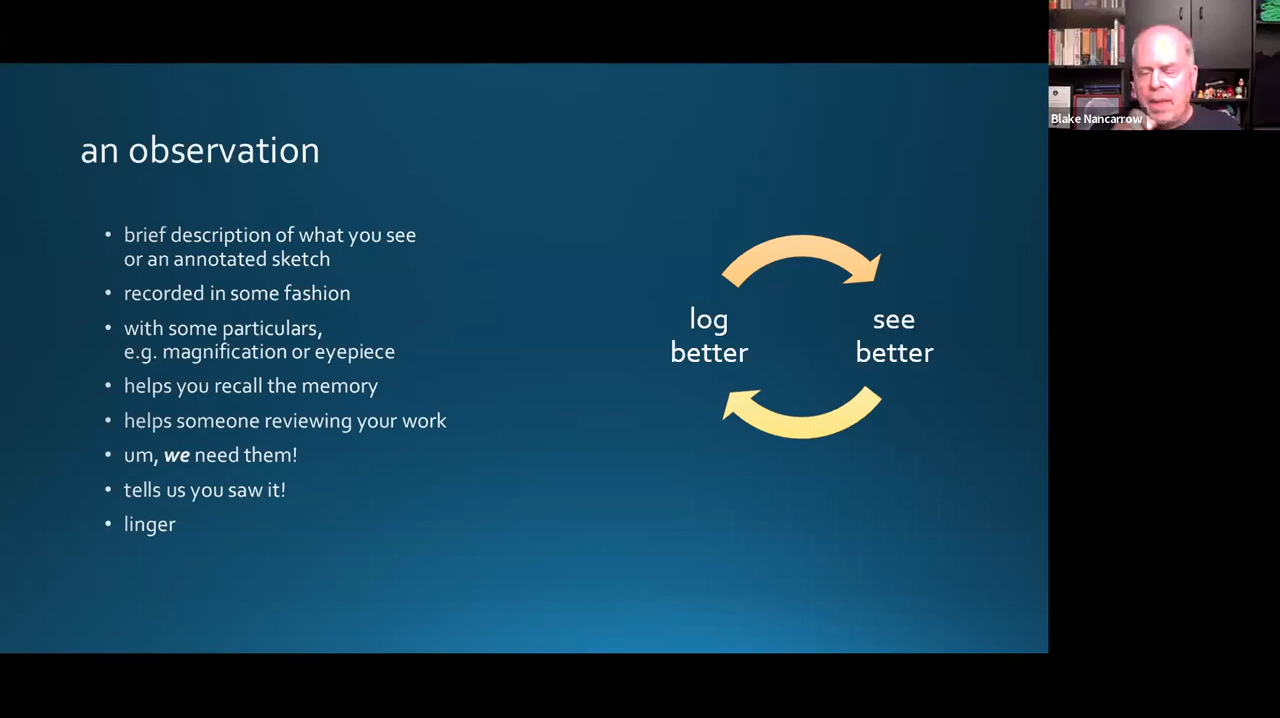 Blake Nancarrow
an observation
• brief description of what you see
or an annotated sketch
• recorded in some fashion
• with some particulars,
e.g. magnification or eyepiece
• helps you recall the memory
• helps someone reviewing your work
• um, we need them!
• tells us you saw it!
• linger
log
better
see
better